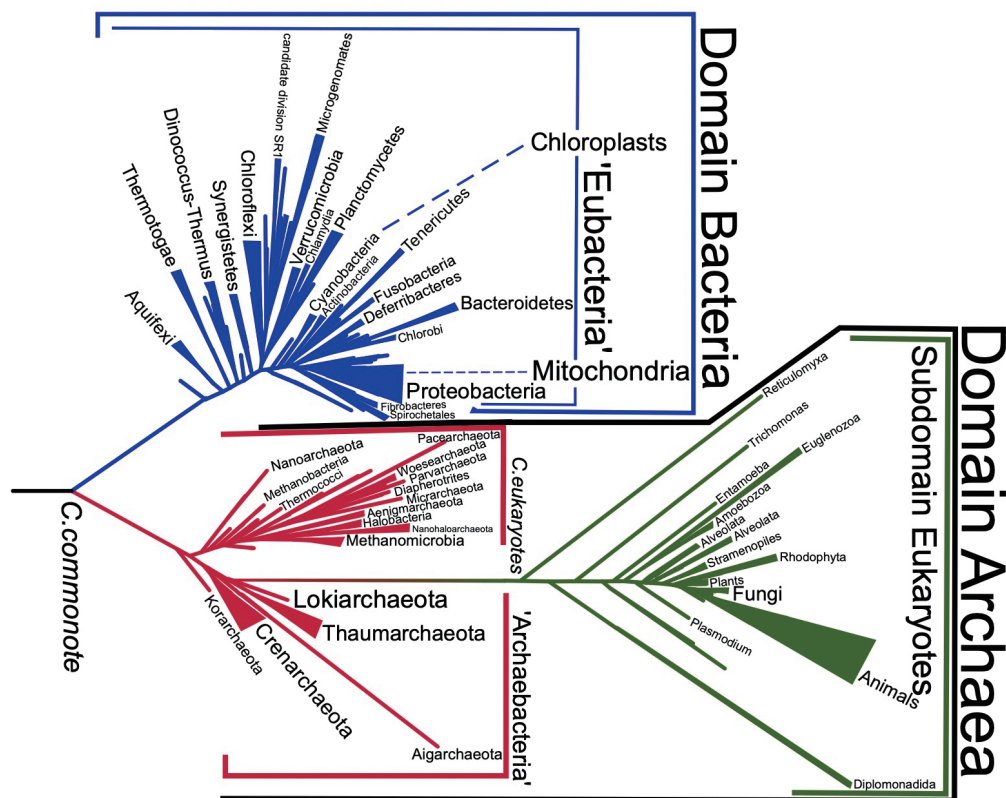 Domain Bacteria
'Eubacteria'
candidate division SR1
Microgenomates
Dinococcus-Thermus
Thermotogae
Synergistetes
Chloroflexi
Verrucomicrobia
Chlamydia
Planctomycetes
Chloroplasts
Cyanobacteria
Actinobacteria
Tenericutes
Aquifexi
Fusobacteria
Deferribacteres
Bacteroidetes
Chlorobi
Mitochondria
Proteobacteria
Fibrobacteres
Spirochetales
Domain Archaea
Subdomain Eukaryotes
Reticulomyxa
Trichomonas
Euglenozoa
Entamoeba
Amoebozoa
Alveolata
Alveolata
Stramenopiles
Rhodophyta
Plants
Fungi
Plasmodium
Animals
Diplomonadida
Pacearchaeota
Nanoarchaeota
Woesearchaeota
Methanobacteria
Parvarchaeota
Thermococci
Diapherotrites
Micrarchaeota
Aenigmarchaeota
Halobacteria
Nanohaloarchaeota
Methanomicrobia
C.eukaryotes
C.commonote
Lokiarchaeota
Thaumarchaeota
Korarchaeota
Crenarchaeota
Aigarchaeota
'Archaebacteria'